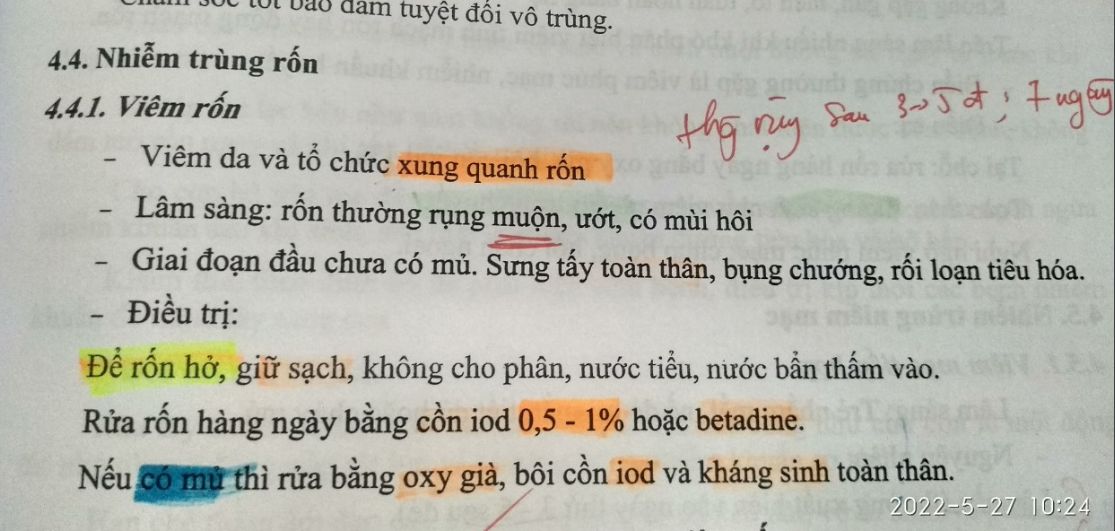 Chăm sóc tốt bảo đảm tuyệt đối vô trùng.
4.4. Nhiễm trùng rốn
4.4.1. Viêm rốn
thg rụng sau 3→5 d; 7 ngày
- Viêm da và tổ chức xung quanh rốn
- Lâm sàng: rốn thường rụng muộn, ướt, có mùi hôi
- Giai đoạn đầu chưa có mủ. Sưng tấy toàn thân, bụng chướng, rối loạn tiêu hóa.
- Điều trị:
Để rốn hở, giữ sạch, không cho phân, nước tiểu, nước bẩn thấm vào.
Rửa rốn hàng ngày bằng cồn iod 0,5 - 1% hoặc betadine.
Nếu có mủ thì rửa bằng oxy già, bôi cồn iod và kháng sinh toàn thân.
2022-5-27 10:24